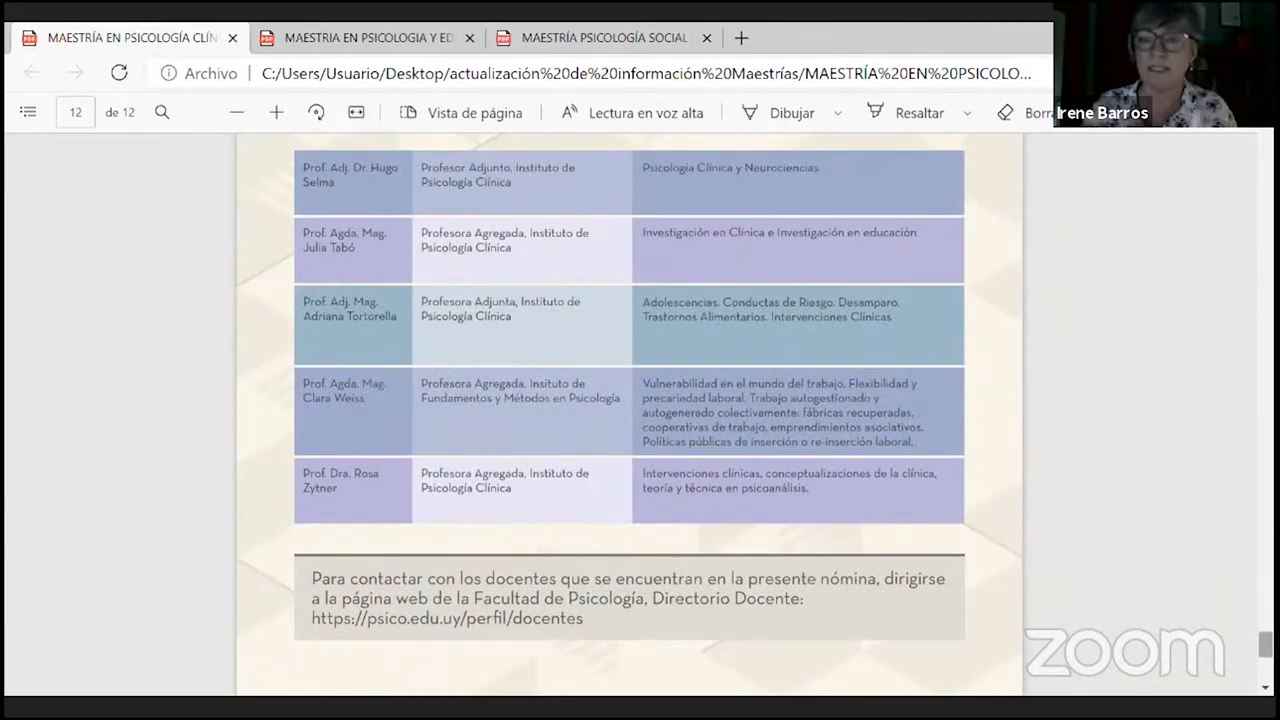 MAESTRÍA EN PSICOLOGÍA CLÍN
MAESTRIA EN PSICOLOGIA Y ED
MAESTRÍA PSICOLOGÍA SOCIAL
Archivo
C:/Users/Usuario/Desktop/actualización%20de%20información%20Maestrías/MAESTRÍA%20EN%20PSICOLO...
12
de 12
Vista de página
Lectura en voz alta
Dibujar
Resaltar
Borr
Irene Barros
Prof. Adj. Dr. Hugo
Selma
Profesor Adjunto, Instituto de
Psicología Clínica
Psicología Clínica y Neurociencias
Prof. Agda. Mag.
Julia Tabó
Profesora Agregada, Instituto de
Psicología Clínica
Investigación en Clínica e Investigación en educación
Prof. Adj. Mag.
Adriana Tortorella
Profesora Adjunta, Instituto de
Psicología Clínica
Adolescencias. Conductas de Riesgo. Desamparo.
Trastornos Alimentarios. Intervenciones Clínicas
Prof. Agda. Mag.
Clara Weiss
Profesora Agregada, Insituto de
Fundamentos y Métodos en Psicología
Vulnerabilidad en el mundo del trabajo. Flexibilidad y
precariedad laboral. Trabajo autogestionado y
autogenerado colectivamente: fábricas recuperadas,
cooperativas de trabajo, emprendimientos asociativos.
Políticas públicas de inserción o re-inserción laboral,
Prof. Dra. Rosa
Zytner
Profesora Agregada, Instituto de
Psicología Clínica
Intervenciones clínicas, conceptualizaciones de la clínica,
teoría y técnica en psicoanálisis.
Para contactar con los docentes que se encuentran en la presente nómina, dirigirse
a la página web de la Facultad de Psicología, Directorio Docente:
https://psico.edu.uy/perfil/docentes
zoom